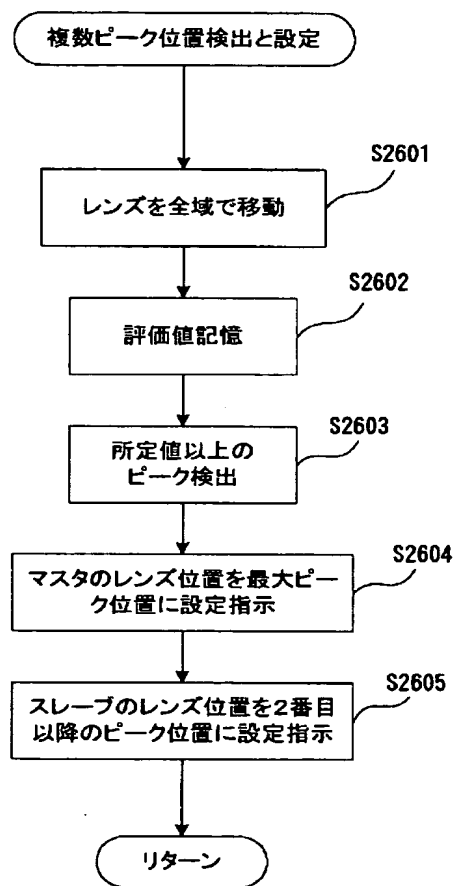 複数ピーク位置検出と設定
S2601
レンズを全域で移動
S2602
評価値記憶
S2603
所定値以上の
ピーク検出
S2604
マスタのレンズ位置を最大ピー
ク位置に設定指示
S2605
スレーブのレンズ位置を2番目
以降のピーク位置に設定指示
リターン